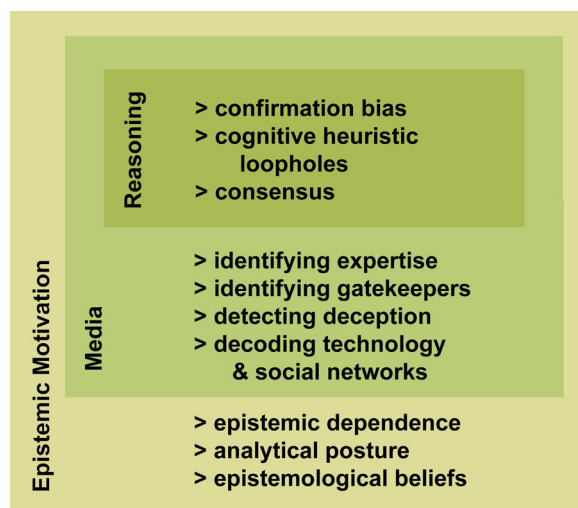 Reasoning
> confirmation bias
> cognitive heuristic
loopholes
> consensus
Media
> identifying expertise
> identifying gatekeepers
> detecting deception
> decoding technology
& social networks
Epistemic Motivation
> epistemic dependence
> analytical posture
> epistemological beliefs